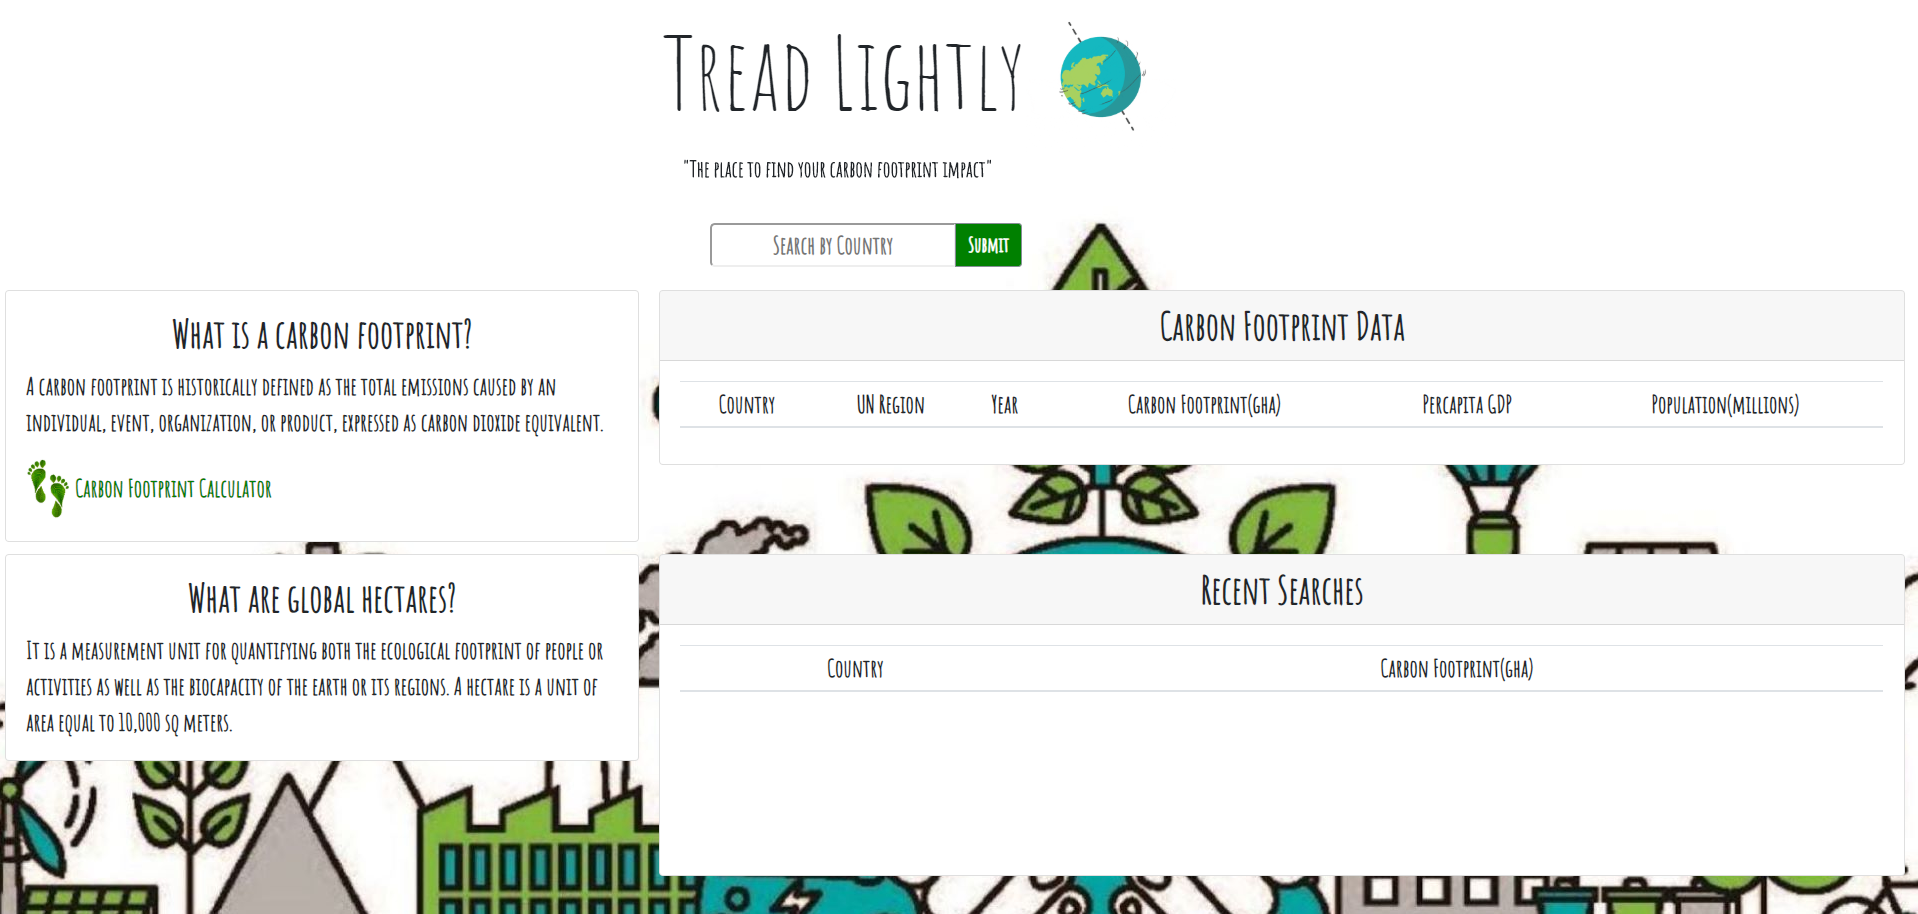 Tread Lightly
"The place to find your carbon footprint impact"
Search by Country
Submit
What is a carbon footprint?
A carbon footprint is historically defined as the total emissions caused by an
individual, event, organization, or product, expressed as carbon dioxide equivalent.
Carbon Footprint Calculator
What are global hectares?
It is a measurement unit for quantifying both the ecological footprint of people or
activities as well as the biocapacity of the earth or its regions. A hectare is a unit of
area equal to 10,000 sq meters.
Carbon Footprint Data
Country UN Region Year Carbon Footprint(gha) Percapita GDP Population(millions)
Recent Searches
Country Carbon Footprint(gha)